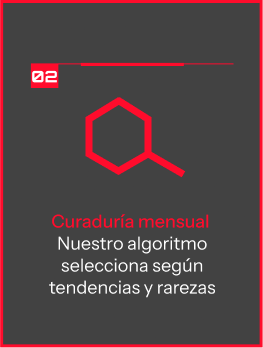 02
Curaduría mensual
Nuestro algoritmo
selecciona según
tendencias y rarezas